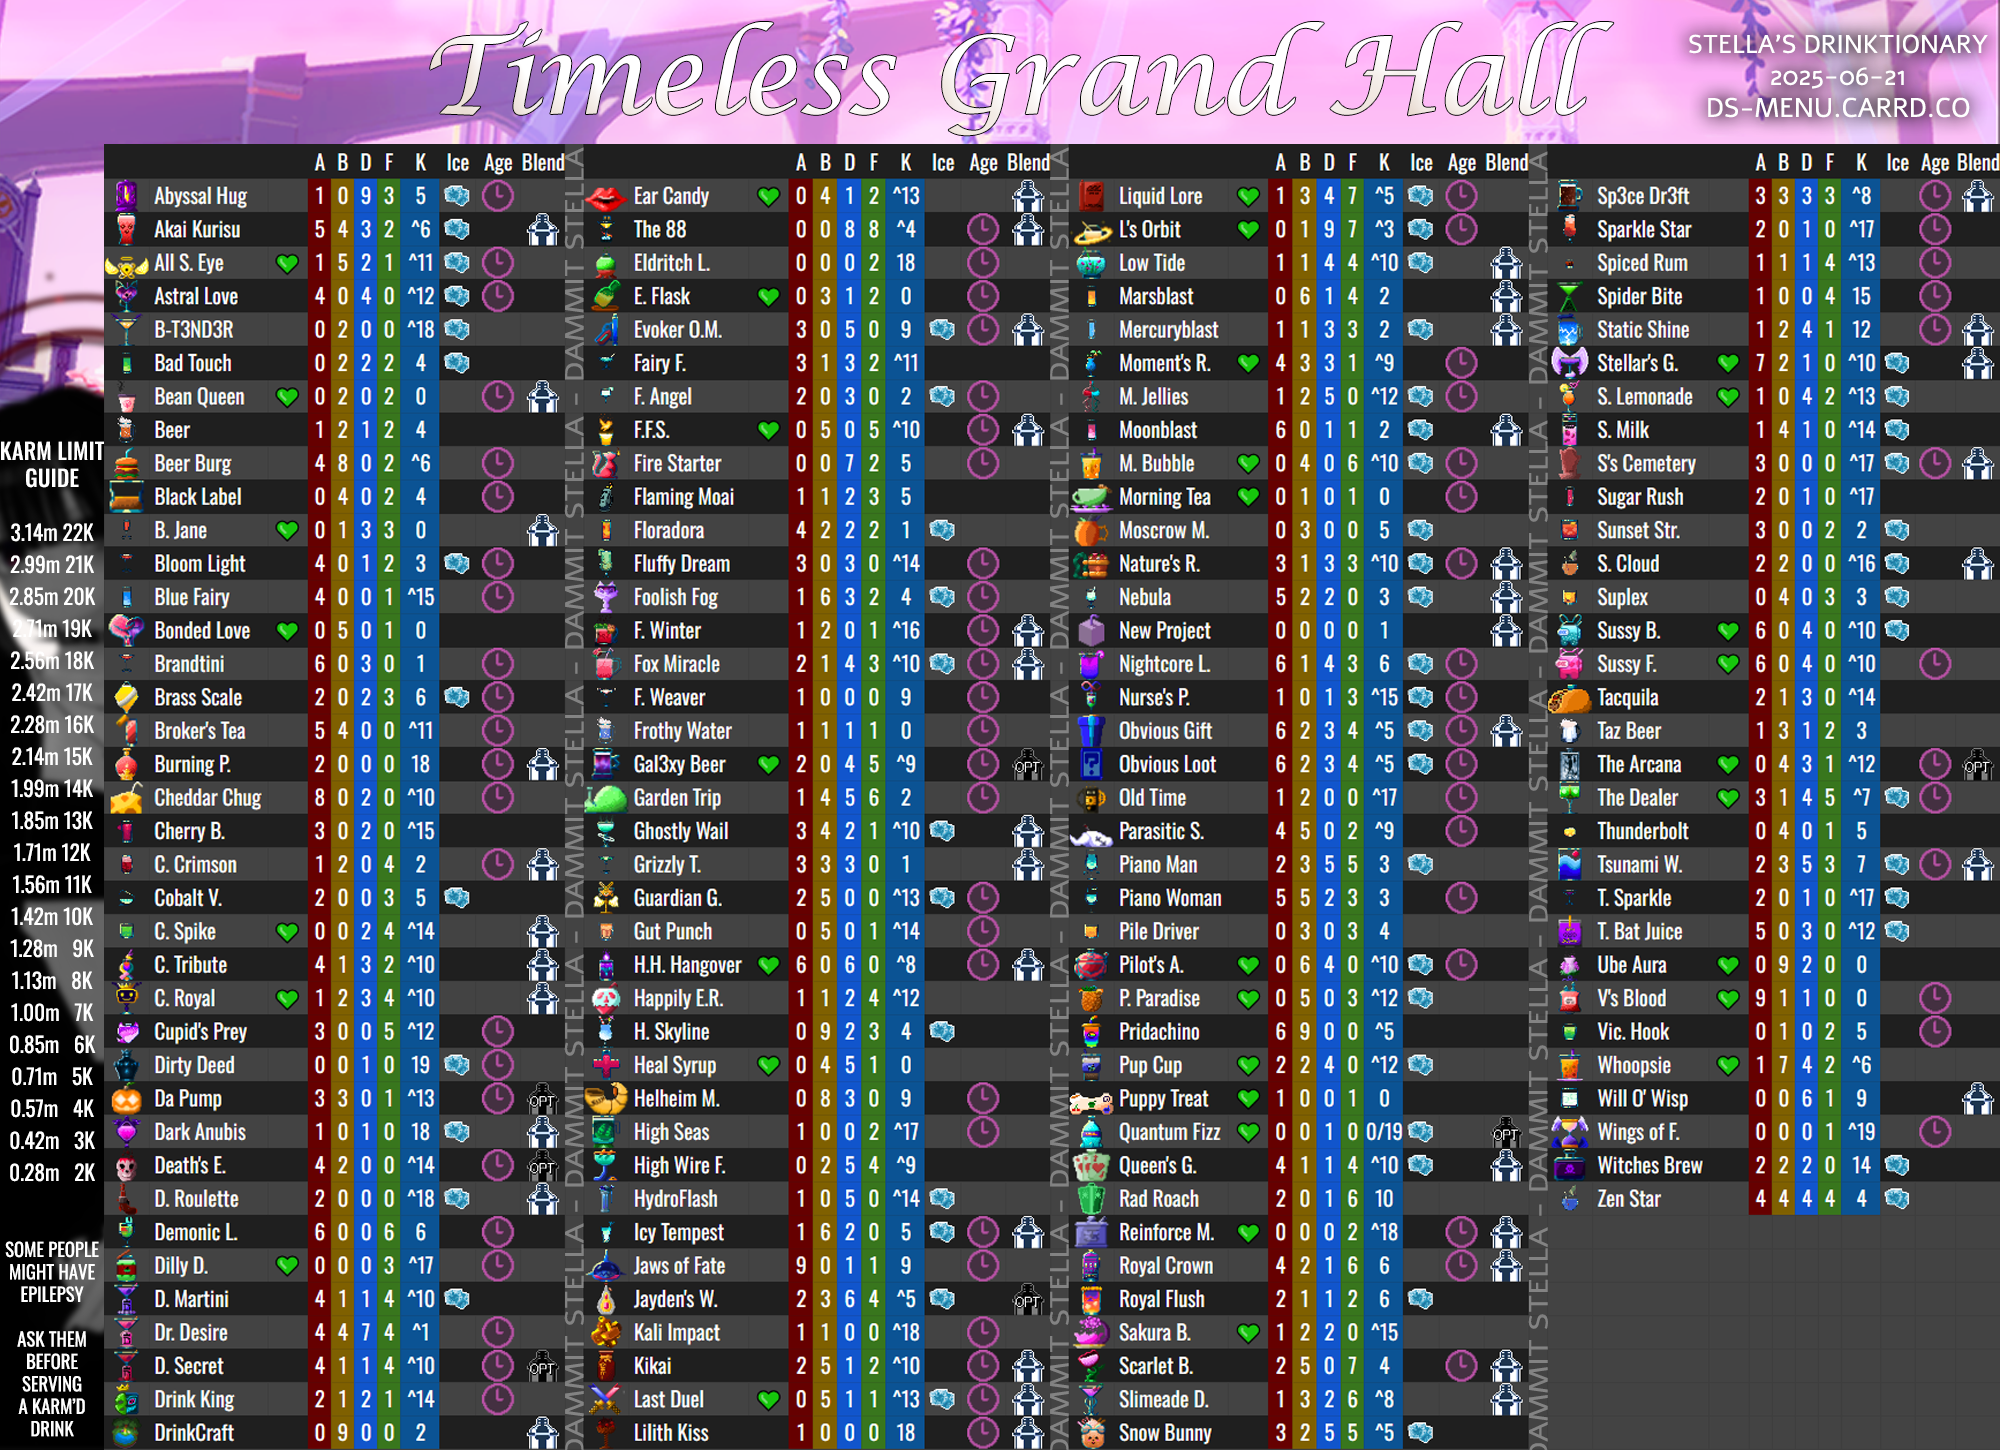 Timeless Grand Hall
STELLA'S DRINKTIONARY
2025-06-21
DS-MENU.CARRD.CO
KARM LIMIT
GUIDE
3.14m 22K
2.99m 21K
2.85m 20K
2.71m 19K
2.56m 18K
2.42m 17K
2.28m 16K
2.14m 15K
1.99m 14K
1.85m 13K
1.71m 12K
1.56m 11K
1.42m 10K
1.28m 9K
1.13m 8K
1.00m 7K
0.85m 6K
0.71m 5K
0.57m 4K
0.42m 3K
0.28m 2K
SOME PEOPLE
MIGHT HAVE
EPILEPSY
ASK THEM
BEFORE
SERVING
A KARM'D
DRINK
A B D F K Ice Age Blend
Abyssal Hug 1 0 9 3 5
Akai Kurisu 5 4 3 2 ^6
All S. Eye 1 5 2 1 ^11
Astral Love 4 0 4 0 ^12
B-T3ND3R 0 2 0 0 ^18
Bad Touch 0 2 2 2 4
Bean Queen 0 2 0 2 0
Beer 1 2 1 2 4
Beer Burg 4 8 0 2 ^6
Black Label 0 4 0 2 4
B. Jane 0 1 3 3 0
Bloom Light 4 0 1 2 3
Blue Fairy 4 0 0 1 ^15
Bonded Love 0 5 0 1 0
Brandtini 6 0 3 0 1
Brass Scale 2 0 2 3 6
Broker's Tea 5 4 0 0 ^11
Burning P. 2 0 0 0 18
Cheddar Chug 8 0 2 0 ^10
Cherry B. 3 0 2 0 ^15
C. Crimson 1 2 0 4 2
Cobalt V. 2 0 0 3 5
C. Spike 0 0 2 4 ^14
C. Tribute 4 1 3 2 ^10
C. Royal 1 2 3 4 ^10
Cupid's Prey 3 0 0 5 ^12
Dirty Deed 0 0 1 0 19
Da Pump 3 3 0 1 ^13 OPT
Dark Anubis 1 0 1 0 18
Death's E. 4 2 0 0 ^14 OPT
D. Roulette 2 0 0 0 ^18
Demonic L. 6 0 0 6 6
Dilly D. 0 0 0 3 ^17
D. Martini 4 1 1 4 ^10
Dr. Desire 4 4 7 4 ^1
D. Secret 4 1 1 4 ^10 OPT
Drink King 2 1 2 1 ^14
DrinkCraft 0 9 0 0 2
DAMMIT STELLA - DAMMIT STELLA - DAMMIT STELLA - DAMMIT STELLA
A B D F K Ice Age Blend
Ear Candy 0 4 1 2 ^13
The 88 0 0 8 8 ^4
Eldritch L. 0 0 0 2 18
E. Flask 0 3 1 2 0
Evoker O.M. 3 0 5 0 9
Fairy F. 3 1 3 2 ^11
F. Angel 2 0 3 0 2
F.F.S. 0 5 0 5 ^10
Fire Starter 0 0 7 2 5
Flaming Moai 1 1 2 3 5
Floradora 4 2 2 2 1
Fluffy Dream 3 0 3 0 ^14
Foolish Fog 1 6 3 2 4
F. Winter 1 2 0 1 ^16
Fox Miracle 2 1 4 3 ^10
F. Weaver 1 0 0 0 9
Frothy Water 1 1 1 1 0
Gal3xy Beer 2 0 4 5 ^9 OPT
Garden Trip 1 4 5 6 2
Ghostly Wail 3 4 2 1 ^10
Grizzly T. 3 3 3 0 1
Guardian G. 2 5 0 0 ^13
Gut Punch 0 5 0 1 ^14
H.H. Hangover 6 0 6 0 ^8
Happily E.R. 1 1 2 4 ^12
H. Skyline 0 9 2 3 4
Heal Syrup 0 4 5 1 0
Helheim M. 0 8 3 0 9
High Seas 1 0 0 2 ^17
High Wire F. 0 2 5 4 ^9
HydroFlash 1 0 5 0 ^14
Icy Tempest 1 6 2 0 5
Jaws of Fate 9 0 1 1 9
Jayden's W. 2 3 6 4 ^5 OPT
Kali Impact 1 1 0 0 ^18
Kikai 2 5 1 2 ^10
Last Duel 0 5 1 1 ^13
Lilith Kiss 1 0 0 0 18
DAMMIT STELLA - DAMMIT STELLA - DAMMIT STELLA - DAMMIT STELLA
A B D F K Ice Age Blend
Liquid Lore 1 3 4 7 ^5
L's Orbit 0 1 9 7 ^3
Low Tide 1 1 4 4 ^10
Marsblast 0 6 1 4 2
Mercuryblast 1 1 3 3 2
Moment's R. 4 3 3 1 ^9
M. Jellies 1 2 5 0 ^12
Moonblast 6 0 1 1 2
M. Bubble 0 4 0 6 ^10
Morning Tea 0 1 0 1 0
Moscrow M. 0 3 0 0 5
Nature's R. 3 1 3 3 ^10
Nebula 5 2 2 0 3
New Project 0 0 0 0 1
Nightcore L. 6 1 4 3 6
Nurse's P. 1 0 1 3 ^15
Obvious Gift 6 2 3 4 ^5
Obvious Loot 6 2 3 4 ^5
Old Time 1 2 0 0 ^17
Parasitic S. 4 5 0 2 ^9
Piano Man 2 3 5 5 3
Piano Woman 5 5 2 3 3
Pile Driver 0 3 0 3 4
Pilot's A. 0 6 4 0 ^10
P. Paradise 0 5 0 3 ^12
Pridachino 6 9 0 0 ^5
Pup Cup 2 2 4 0 ^12
Puppy Treat 1 0 0 1 0
Quantum Fizz 0 0 1 0 0/19 OPT
Queen's G. 4 1 1 4 ^10
Rad Roach 2 0 1 6 10
Reinforce M. 0 0 0 2 ^18
Royal Crown 4 2 1 6 6
Royal Flush 2 1 1 2 6
Sakura B. 1 2 2 0 ^15
Scarlet B. 2 5 0 7 4
Slimeade D. 1 3 2 6 ^8
Snow Bunny 3 2 5 5 ^5
DAMMIT STELLA - DAMMIT STELLA - DAMMIT STELLA - DAMMIT STELLA
A B D F K Ice Age Blend
Sp3ce Dr3ft 3 3 3 3 ^8
Sparkle Star 2 0 1 0 ^17
Spiced Rum 1 1 1 4 ^13
Spider Bite 1 0 0 4 15
Static Shine 1 2 4 1 12
Stellar's G. 7 2 1 0 ^10
S. Lemonade 1 0 4 2 ^13
S. Milk 1 4 1 0 ^14
S's Cemetery 3 0 0 0 ^17
Sugar Rush 2 0 1 0 ^17
Sunset Str. 3 0 0 2 2
S. Cloud 2 2 0 0 ^16
Suplex 0 4 0 3 3
Sussy B. 6 0 4 0 ^10
Sussy F. 6 0 4 0 ^10
Tacquila 2 1 3 0 ^14
Taz Beer 1 3 1 2 3
The Arcana 0 4 3 1 ^12 OPT
The Dealer 3 1 4 5 ^7
Thunderbolt 0 4 0 1 5
Tsunami W. 2 3 5 3 7
T. Sparkle 2 0 1 0 ^17
T. Bat Juice 5 0 3 0 ^12
Ube Aura 0 9 2 0 0
V's Blood 9 1 1 0 0
Vic. Hook 0 1 0 2 5
Whoopsie 1 7 4 2 ^6
Will O' Wisp 0 0 6 1 9
Wings of F. 0 0 0 1 ^19
Witches Brew 2 2 2 0 14
Zen Star 4 4 4 4 4